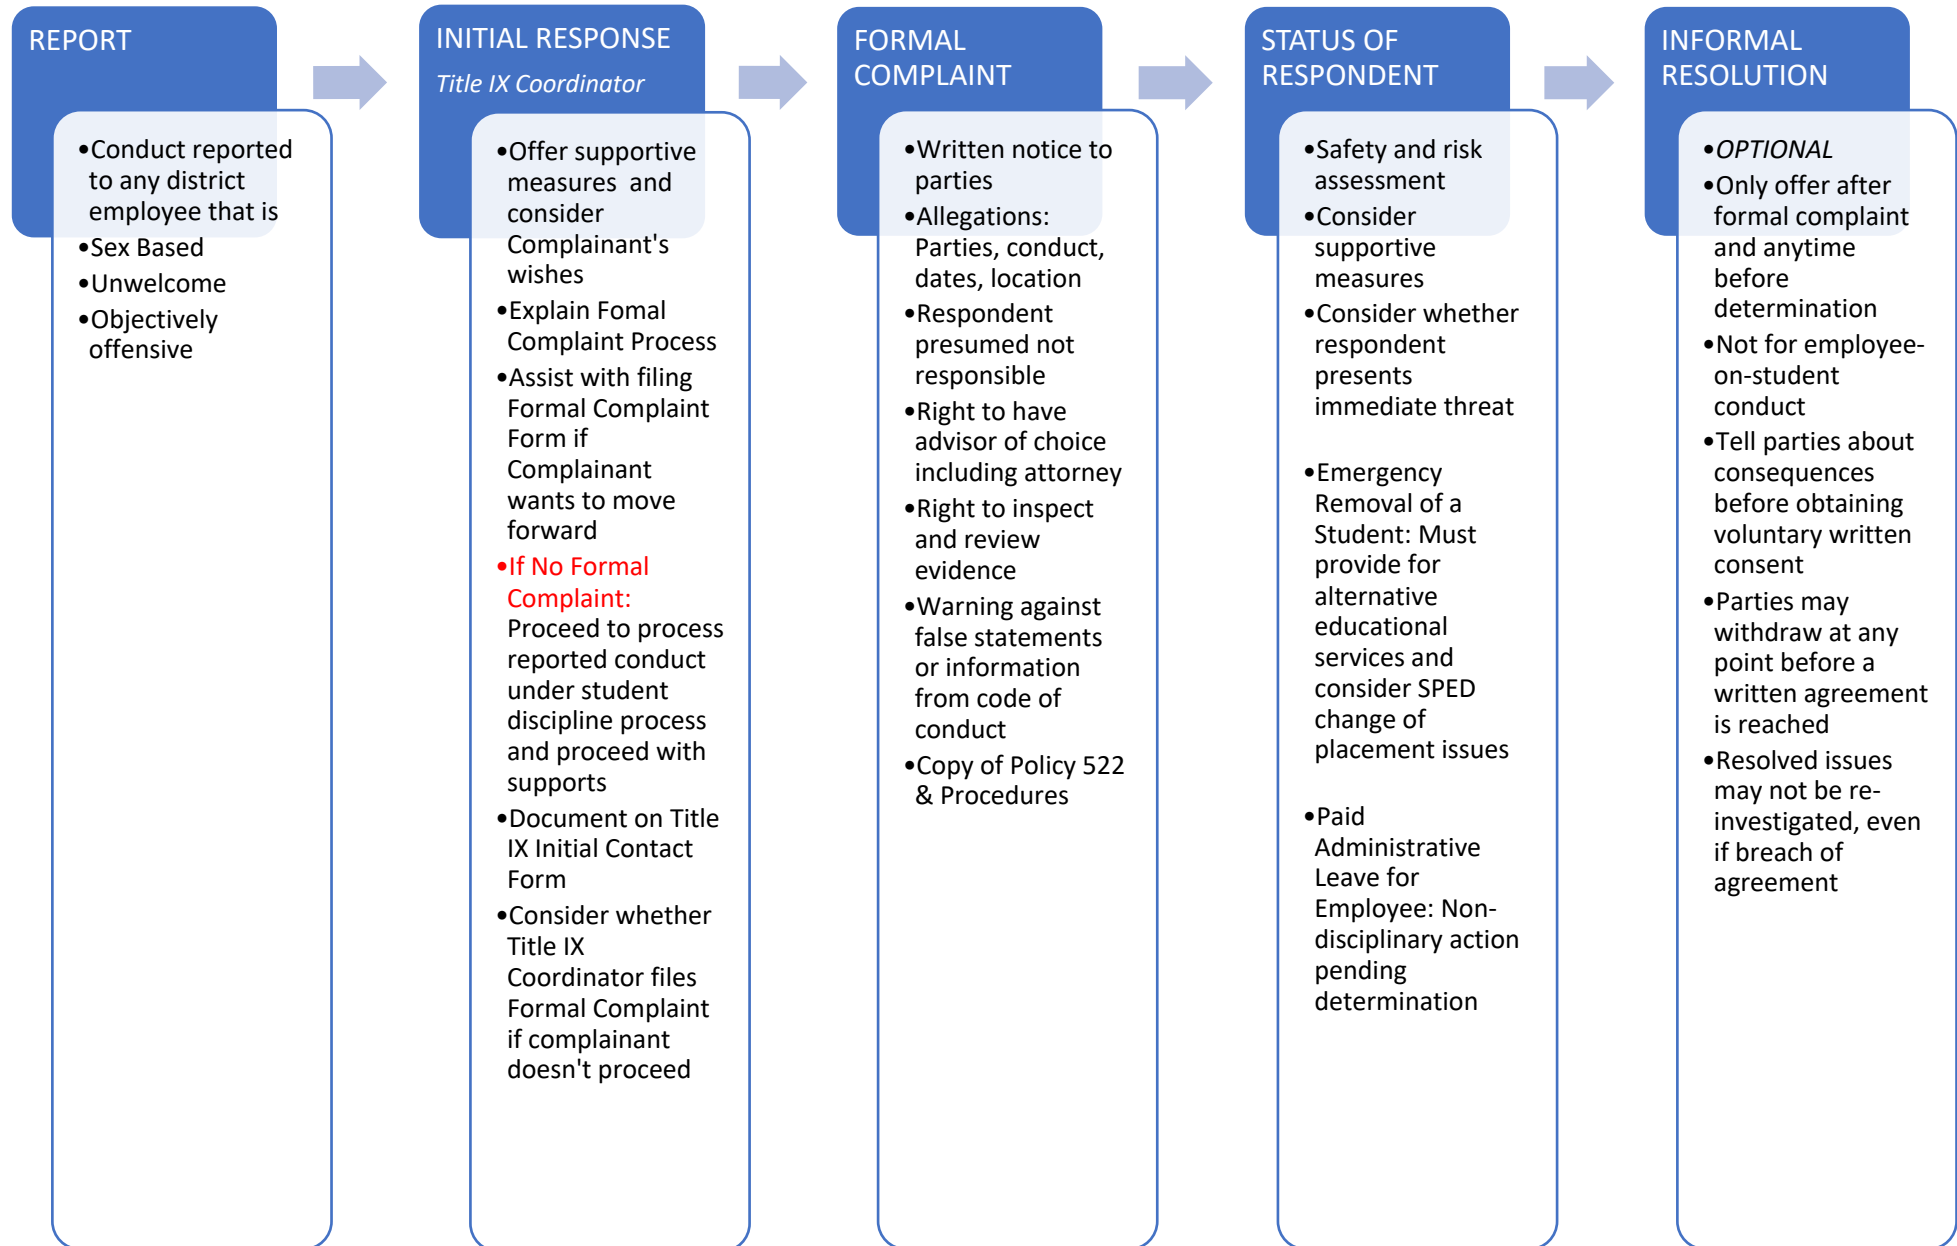 REPORT
•Conduct reported
to any district
employee that is
•Sex Based
•Unwelcome
•Objectively
offensive
INITIAL RESPONSE
Title IX Coordinator
•Offer supportive
measures and
consider
Complainant's
wishes
•Explain Fomal
Complaint Process
•Assist with filing
Formal Complaint
Form if
Complainant
wants to move
forward
•If No Formal
Complaint:
Proceed to process
reported conduct
under student
discipline process
and proceed with
supports
•Document on Title
IX Initial Contact
Form
•Consider whether
Title IX
Coordinator files
Formal Complaint
if complainant
doesn't proceed
FORMAL
COMPLAINT
•Written notice to
parties
•Allegations:
Parties, conduct,
dates, location
•Respondent
presumed not
responsible
•Right to have
advisor of choice
including attorney
•Right to inspect
and review
evidence
•Warning against
false statements
or information
from code of
conduct
•Copy of Policy 522
& Procedures
STATUS OF
RESPONDENT
•Safety and risk
assessment
•Consider
supportive
measures
•Consider whether
respondent
presents
immediate threat
•Emergency
Removal of a
Student: Must
provide for
alternative
educational
services and
consider SPED
change of
placement issues
•Paid
Administrative
Leave for
Employee: Non-
disciplinary action
pending
determination
INFORMAL
RESOLUTION
•OPTIONAL
•Only offer after
formal complaint
and anytime
before
determination
•Not for employee-
on-student
conduct
•Tell parties about
consequences
before obtaining
voluntary written
consent
•Parties may
withdraw at any
point before a
written agreement
is reached
•Resolved issues
may not be re-
investigated, even
if breach of
agreement